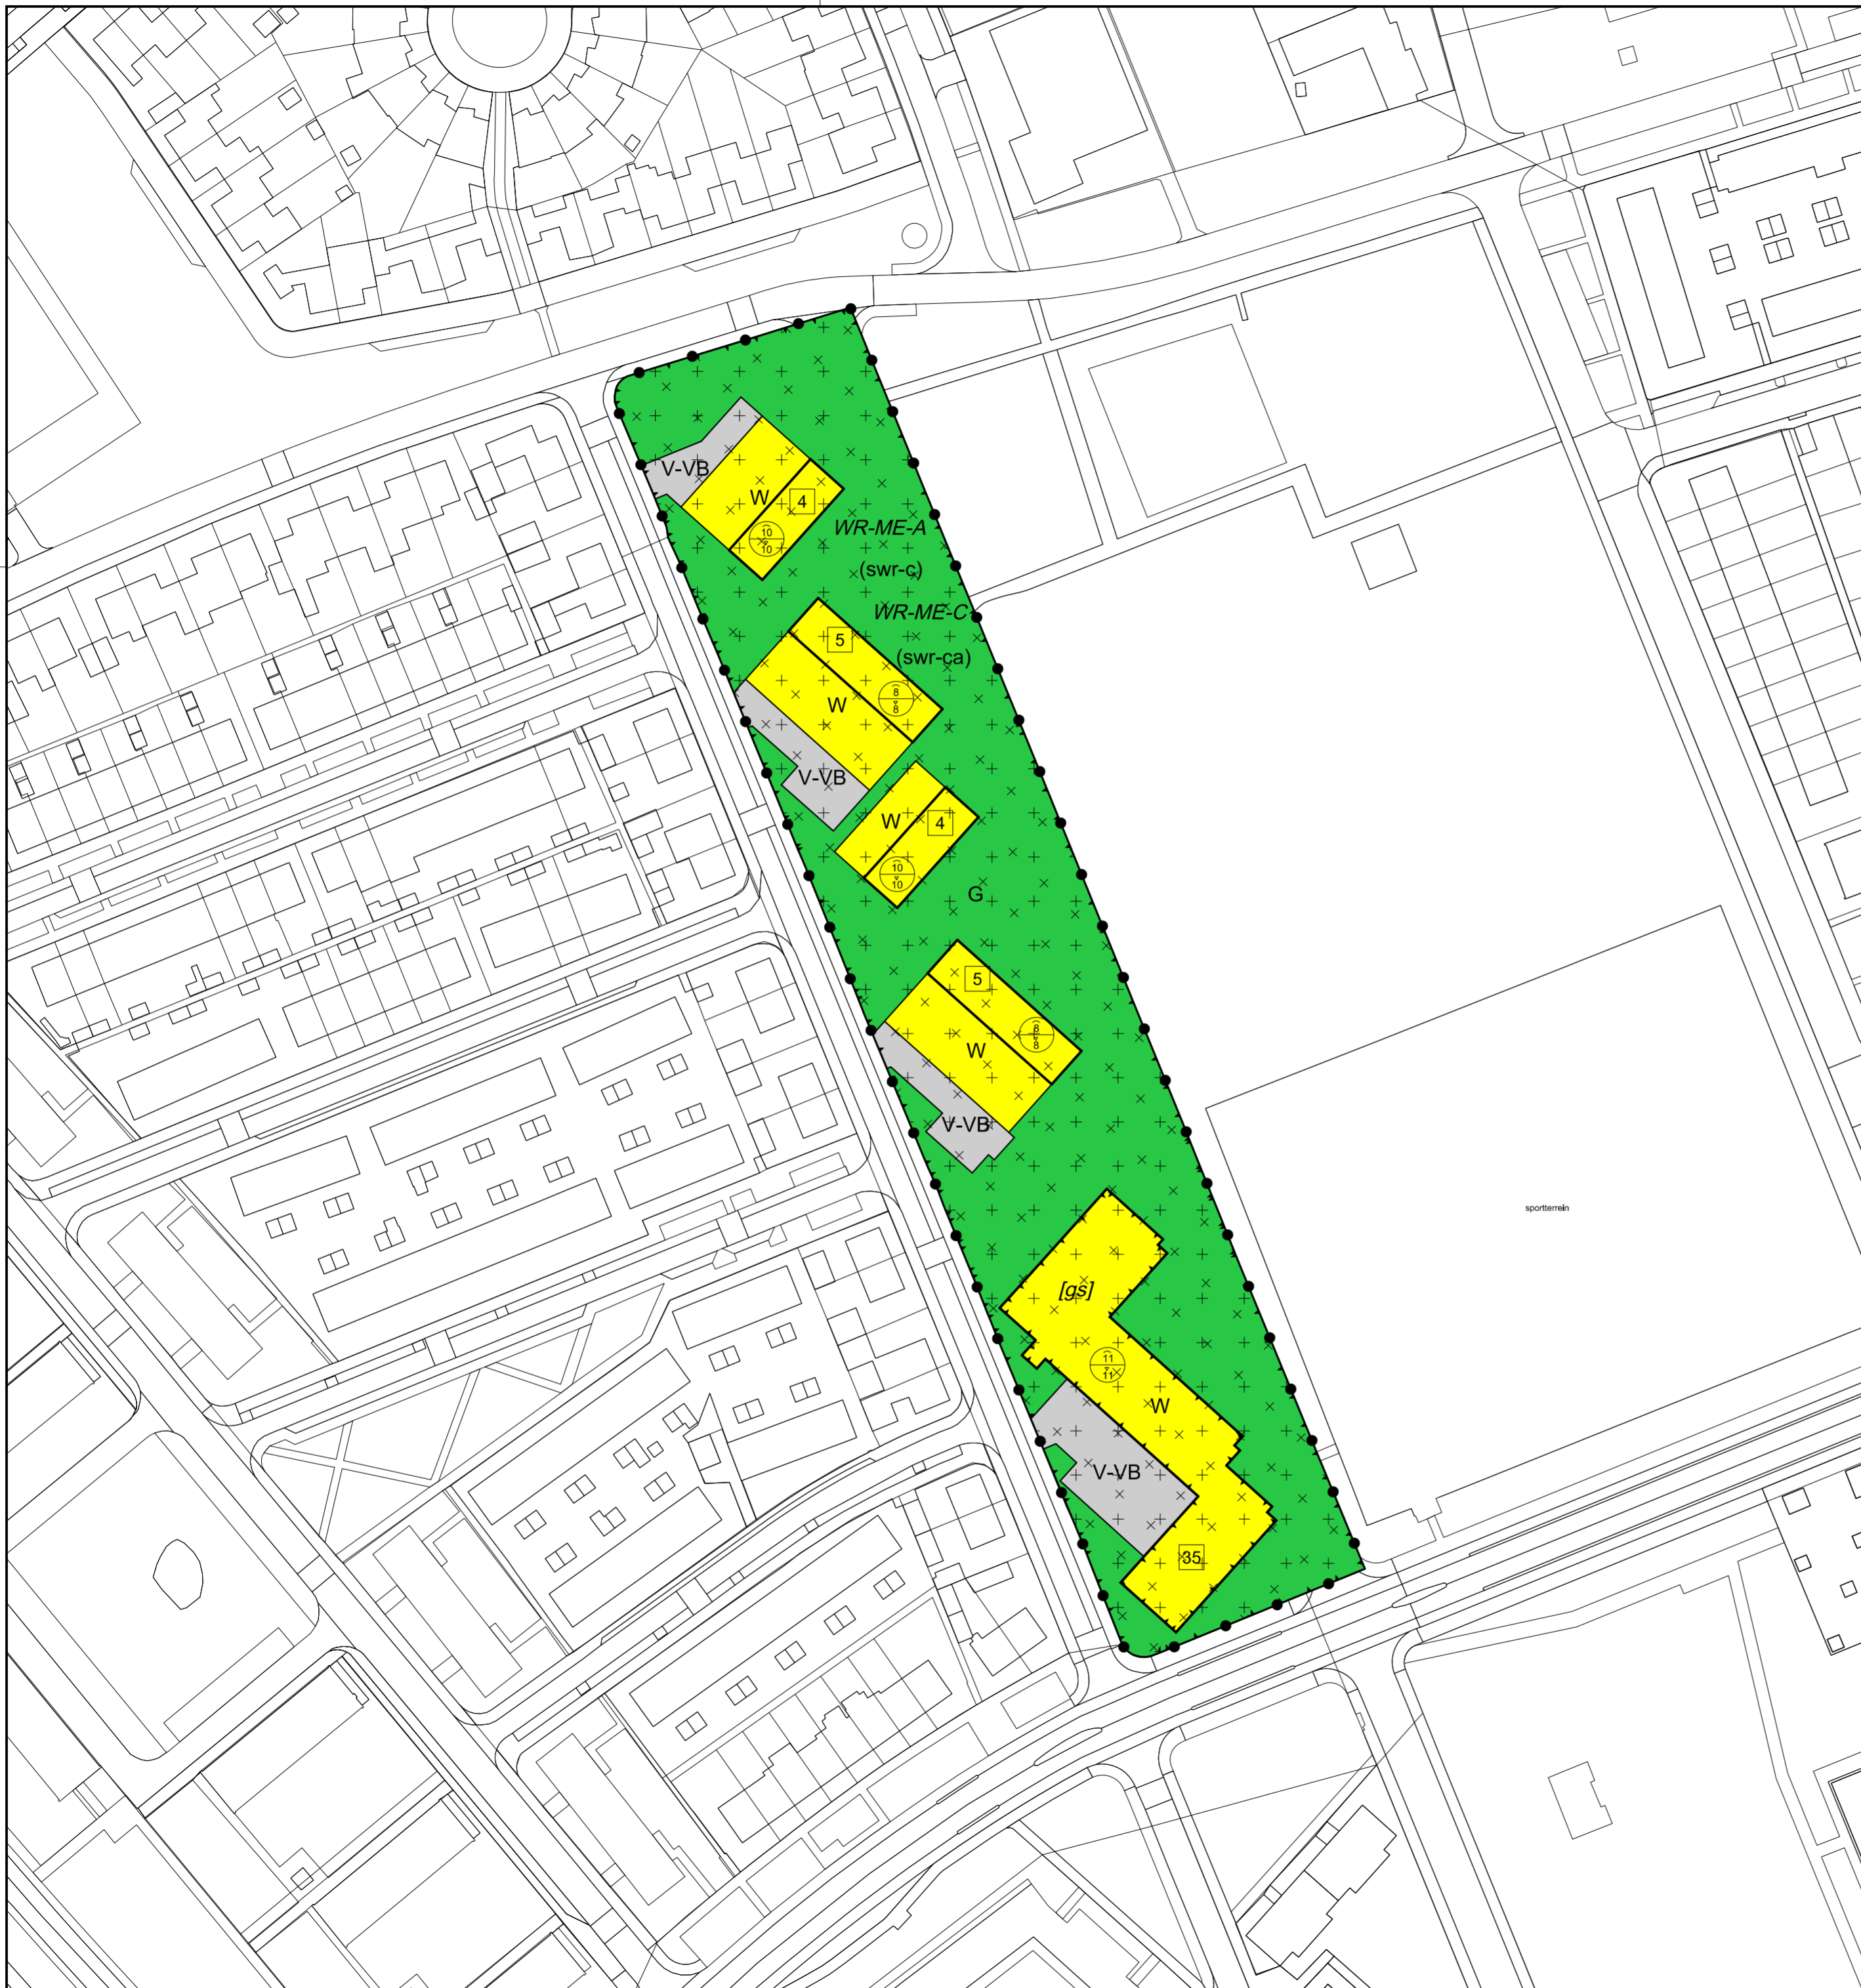 V-VB
W
4
10
10
WR-ME-A
(swr-c)
WR-ME-C
5
(swr-ca)
8
8
W
V-VB
W
4
10
10
G
5
8
8
W
V-VB
sportterrein
[gs]
11
11
W
V-VB
35